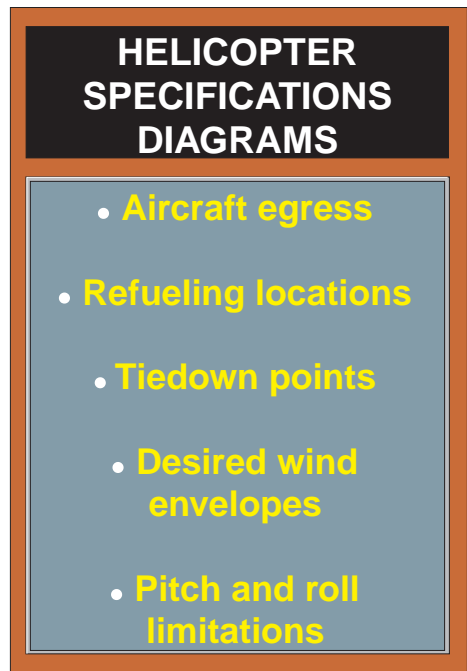 HELICOPTER
SPECIFICATIONS
DIAGRAMS
• Aircraft egress
• Refueling locations
• Tiedown points
• Desired wind
envelopes
• Pitch and roll
limitations